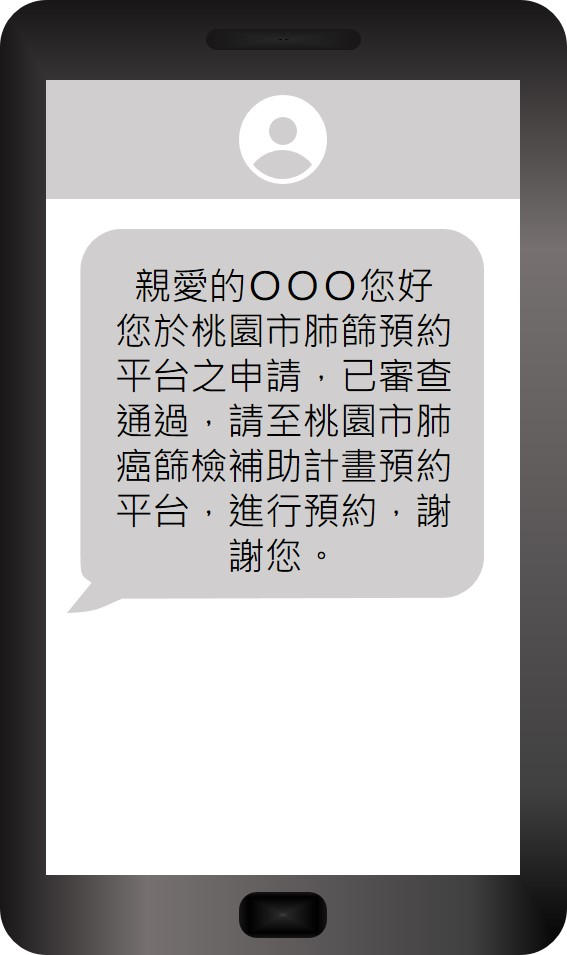 親愛的ＯＯＯ您好
您於桃園市肺篩預約
平台之申請，已審查
通過，請至桃園市肺
癌篩檢補助計畫預約
平台，進行預約，謝
謝您。